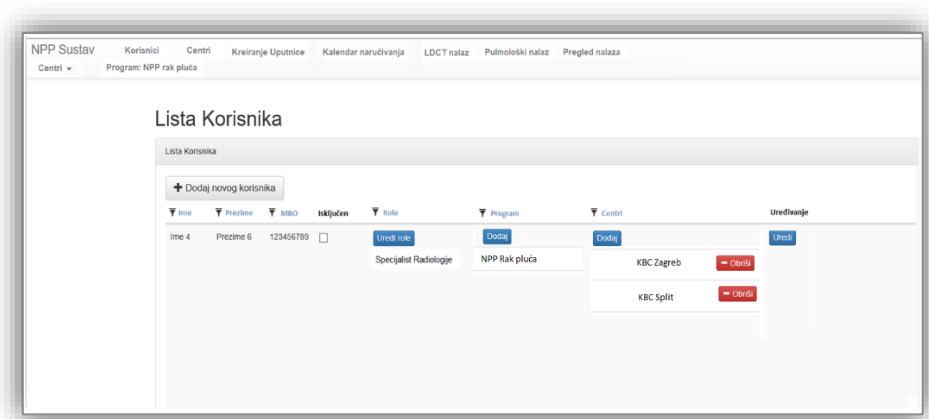 NPP Sustav Korisnici Centri Kreiranje Uputnice Kalendar naručivanja LDCT nalaz Pulmološki nalaz Pregled nalaza
Centri Program: NPP rak pluća
Lista Korisnika
Lista Korisnika
+ Dodaj novog korisnika
Ime Prezime MBO Isključen Role Program Centri Uređivanje
Ime 4 Prezime 6 123456789 Uredi role Dodaj Dodaj Uredi
Specijalist Radiologije NPP Rak pluća KBC Zagreb Obriši
KBC Split Obriši